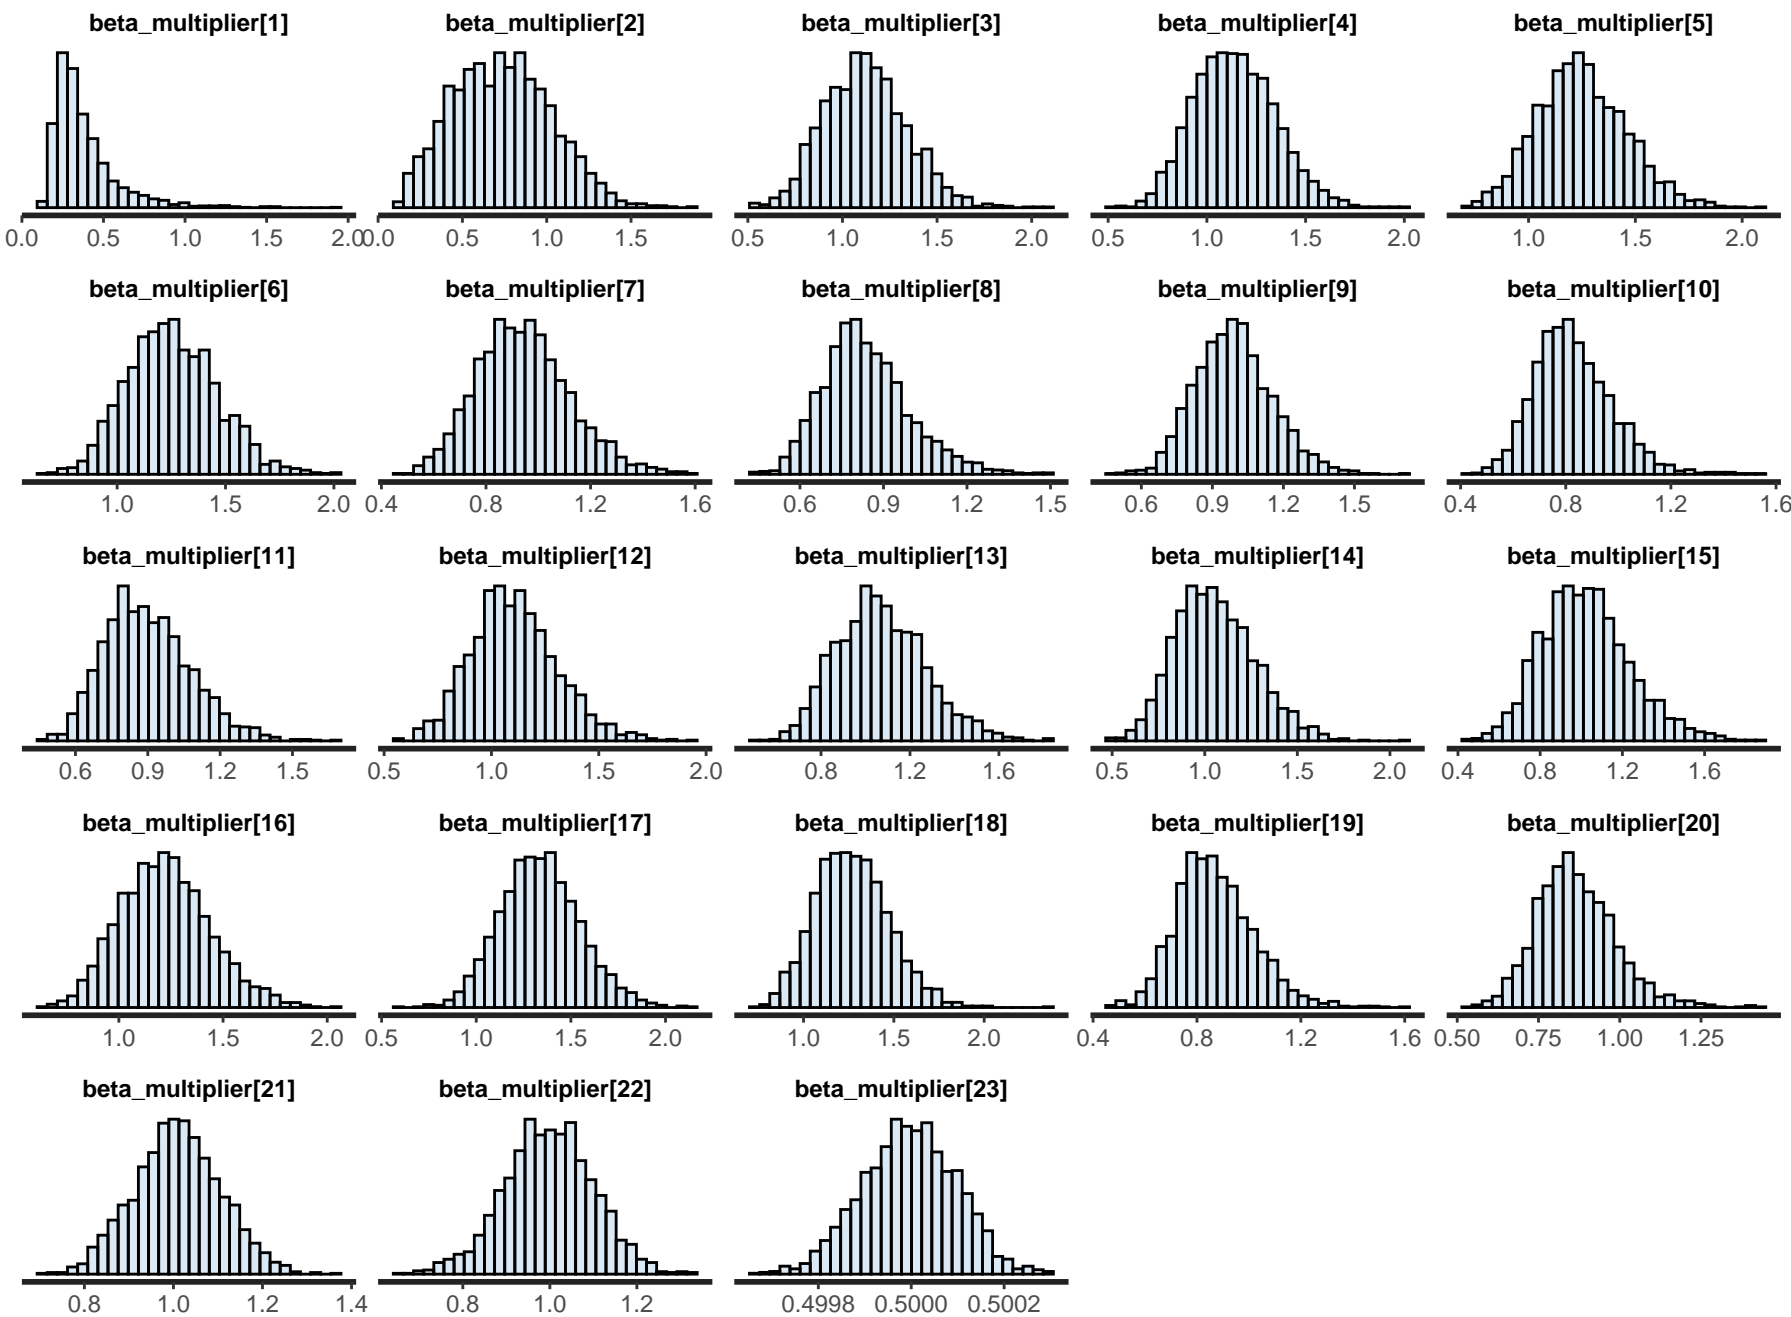 beta_multiplier[1] beta_multiplier[2] beta_multiplier[3] beta_multiplier[4] beta_multiplier[5]
0.0 0.5 1.0 1.5 2.0 0.0 0.5 1.0 1.5 0.5 1.0 1.5 2.0 0.5 1.0 1.5 2.0 1.0 1.5 2.0
beta_multiplier[6] beta_multiplier[7] beta_multiplier[8] beta_multiplier[9] beta_multiplier[10]
1.0 1.5 2.0 0.4 0.8 1.2 1.6 0.6 0.9 1.2 1.5 0.6 0.9 1.2 1.5 0.4 0.8 1.2 1.6
beta_multiplier[11] beta_multiplier[12] beta_multiplier[13] beta_multiplier[14] beta_multiplier[15]
0.6 0.9 1.2 1.5 0.5 1.0 1.5 2.0 0.8 1.2 1.6 0.5 1.0 1.5 2.0 0.4 0.8 1.2 1.6
beta_multiplier[16] beta_multiplier[17] beta_multiplier[18] beta_multiplier[19] beta_multiplier[20]
1.0 1.5 2.0 0.5 1.0 1.5 2.0 1.0 1.5 2.0 0.4 0.8 1.2 1.6 0.50 0.75 1.00 1.25
beta_multiplier[21] beta_multiplier[22] beta_multiplier[23]
0.8 1.0 1.2 1.4 0.8 1.0 1.2 0.4998 0.5000 0.5002